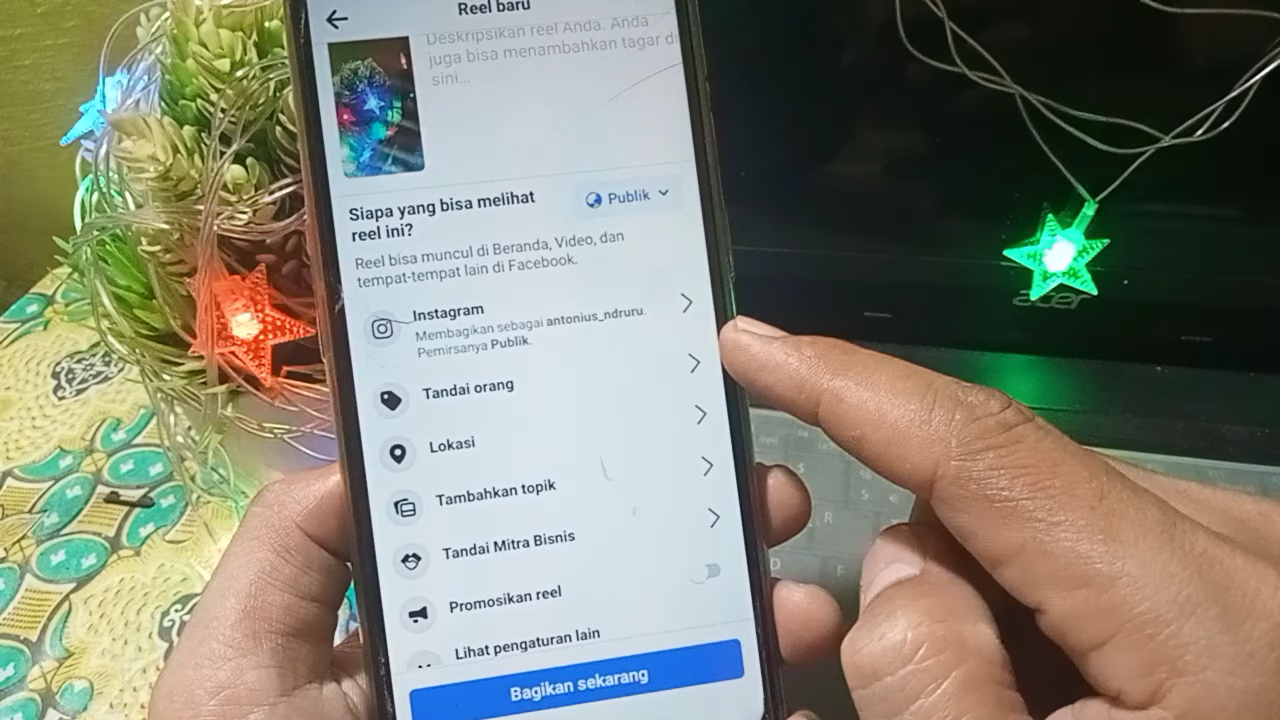 Reel baru
Deskripsikan reel Anda. Anda
juga bisa menambahkan tagar di
sini...
Siapa yang bisa melihat
reel ini?
Publik
Reel bisa muncul di Beranda, Video, dan
tempat-tempat lain di Facebook.
Instagram
Membagikan sebagai antonius_ndruru.
Pemirsanya Publik.
Tandai orang
Lokasi
Tambahkan topik
Tandai Mitra Bisnis
Promosikan reel
Lihat pengaturan lain
Bagikan sekarang
acer
$
5
€
R
D
F